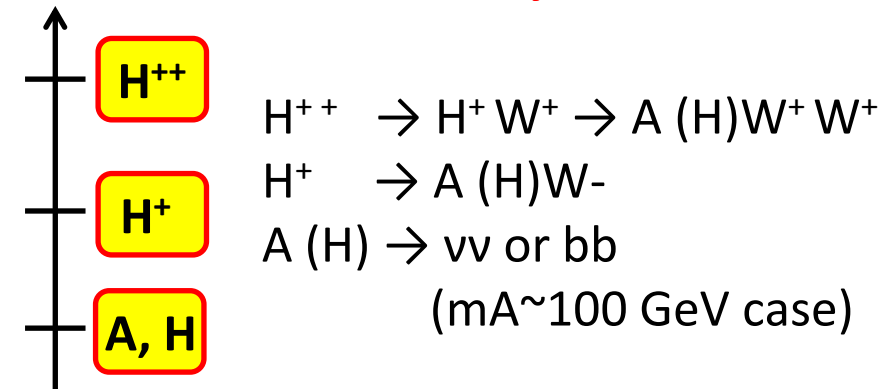 H⁺⁺
H⁺ ⁺ → H⁺ W⁺ → A (H)W⁺ W⁺
H⁺ → A (H)W-
H⁺
A (H) → νν or bb
(mA~100 GeV case)
A, H